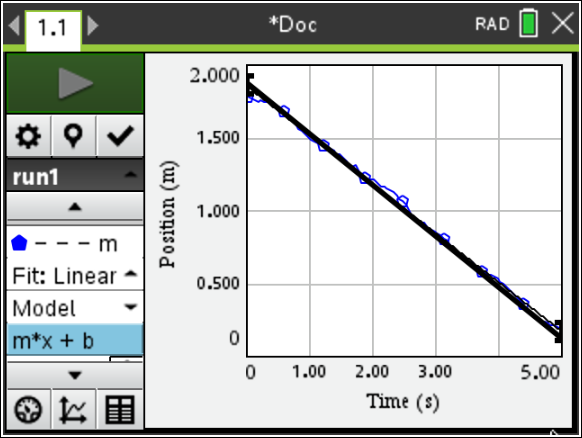 1.1
*Doc
RAD
run1
- - - m
Fit: Linear
Model
m*x + b
Position (m)
2.000
1.500
1.000
0.500
0
0
1.00
2.00
3.00
5.00
Time (s)